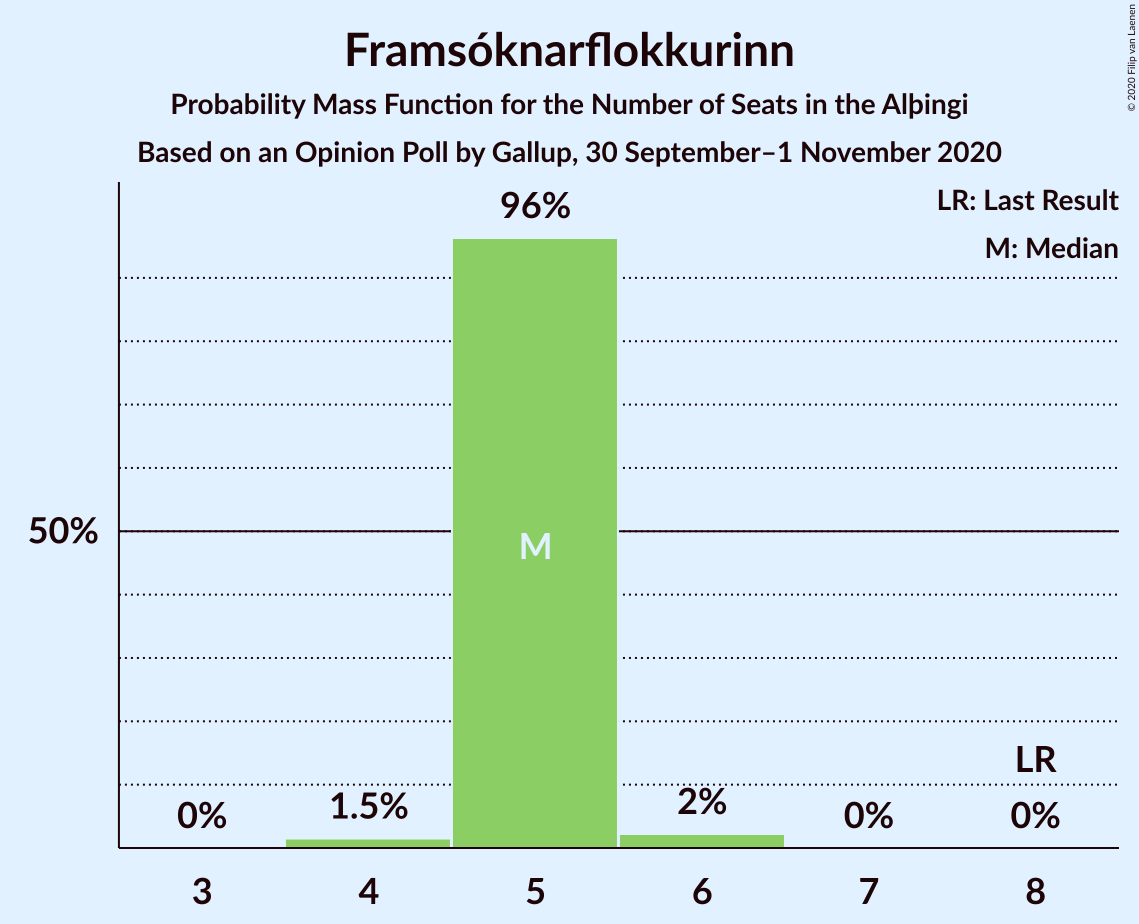 Framsóknarflokkurinn
Probability Mass Function for the Number of Seats in the Alþingi
Based on an Opinion Poll by Gallup, 30 September–1 November 2020
© 2020 Filip van Laenen
LR: Last Result
M: Median
96%
50%
M
LR
0%
1.5%
2%
0%
0%
3
4
5
6
7
8